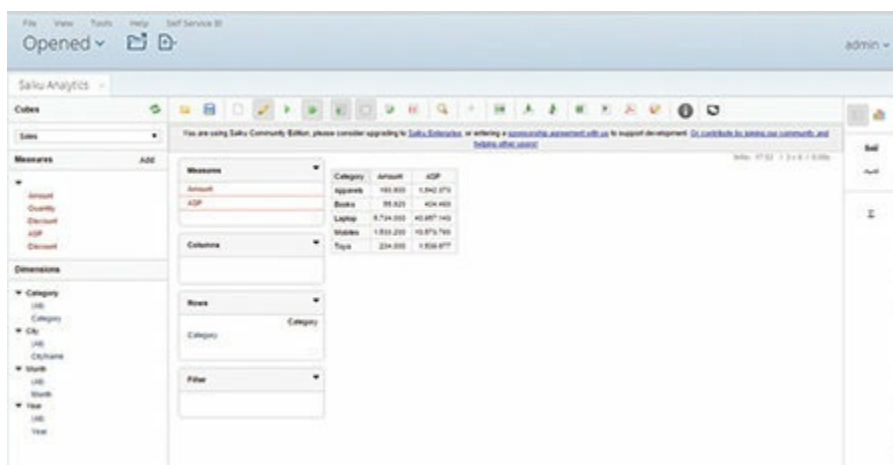 File View Tools Help Self Service BI
Opened
admin
Saiku Analytics
Cubes
Sales
Measures Add
Amount
Quantity
Discount
ASP
Discount
Dimensions
Category
(All)
Category
City
(All)
CityName
Month
(All)
Month
Year
(All)
Year
You are using Saiku Community Edition, please consider upgrading to Saiku Enterprise, or entering a sponsorship agreement with us to support development. Or contribute by joining our community and
helping other users!
Measures
Amount
ASP
Columns
Rows
Category
Category
Filter
Category Amount ASP
Apparels
Books
Laptop
Mobiles
Toys